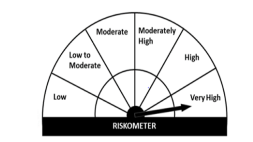 Low
Low to
Moderate
Moderate
Moderately
High
High
Very High
RISKOMETER